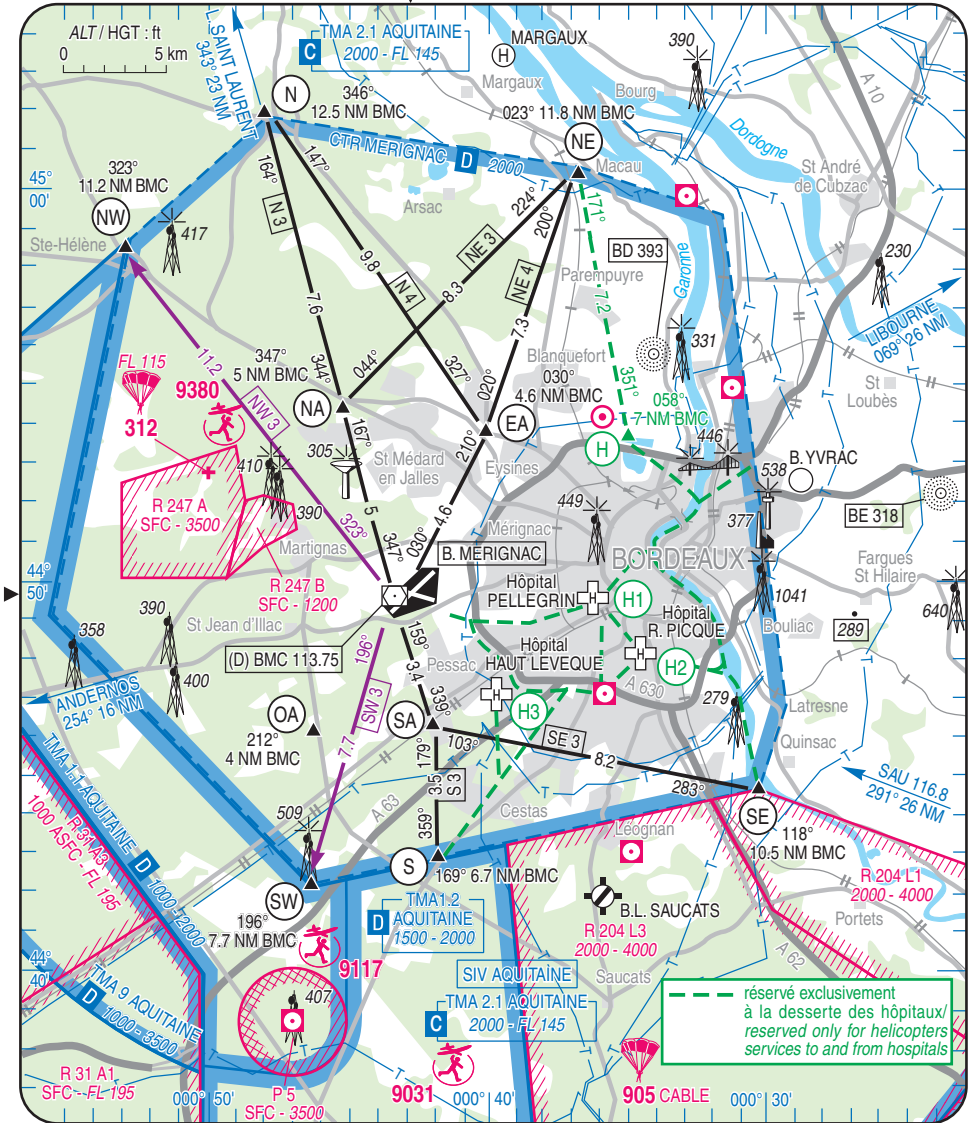 ALT / HGT : ft
0 5 km
L. SAINT LAURENT
343° 23 NM
C
TMA 2.1 AQUITAINE
2000 - FL 145
H
MARGAUX
Margaux
390
Bourg
A 10
Dordogne
N
346°
12.5 NM BMC
023° 11.8 NM BMC
NE
Macau
St André
de Cubzac
CTR MERIGNAC D 2000
323°
11.2 NM BMC
NW
45°
00'
Ste-Hélène
417
Arsac
164°
147°
N 3
224°
200°
171°
NE 3
BD 393
Garonne
230
Parempuyre
9.8
N 4
8.3
NE 4
7.2
7.6
7.3
331
LIBOURNE
069° 26 NM
FL 115
312
9380
11.2
NW 3
347°
5 NM BMC
344°
044°
327°
020°
Blanquefort
030°
4.6 NM BMC
351°
058°
7 NM BMC
St
Loubès
NA
EA
H
167°
305
210°
446
B. YVRAC
538
St Médard
en Jalles
Eysines
410
390
R 247 A
SFC - 3500
5
4.6
449
Mérignac
377
BE 318
323°
347°
030°
Martignas
B. MERIGNAC
BORDEAUX
Fargues
St Hilaire
44°
50'
R 247 B
SFC - 1200
Hôpital
PELLEGRIN
H1
1041
640
390
St Jean d'Illac
Hôpital
R. PICQUE
Bouliac
289
358
(D) BMC 113.75
196°
159°
3.4
Pessac
Hôpital
HAUT LEVEQUE
H2
400
A 630
279
ANDERNOS
254° 16 NM
339°
H3
Latresne
OA
212°
4 NM BMC
SW 3
SA
103°
SE 3
8.2
Quinsac
7.7
179°
3.5
S 3
283°
SAU 116.8
291° 26 NM
TMA 1.1 AQUITAINE D 1000-2000
R 31 A3
1000 ASFC - FL 195
A 63
509
359°
Cestas
Léognan
SE
118°
10.5 NM BMC
S
169° 6.7 NM BMC
SW
196°
7.7 NM BMC
D
TMA1.2
AQUITAINE
1500 - 2000
B.L. SAUCATS
R 204 L3
2000 - 4000
R 204 L1
2000 - 4000
Portets
A 62
9117
Saucats
SIV AQUITAINE
44°
40'
407
C
TMA 2.1 AQUITAINE
2000 - FL 145
TMA 9 AQUITAINE
D 1000 - 3500
réservé exclusivement
à la desserte des hôpitaux/
reserved only for helicopters
services to and from hospitals
R 31 A1
SFC - FL 195
000° 50'
P 5
SFC - 3500
9031
000° 40'
905 CABLE
000° 30'